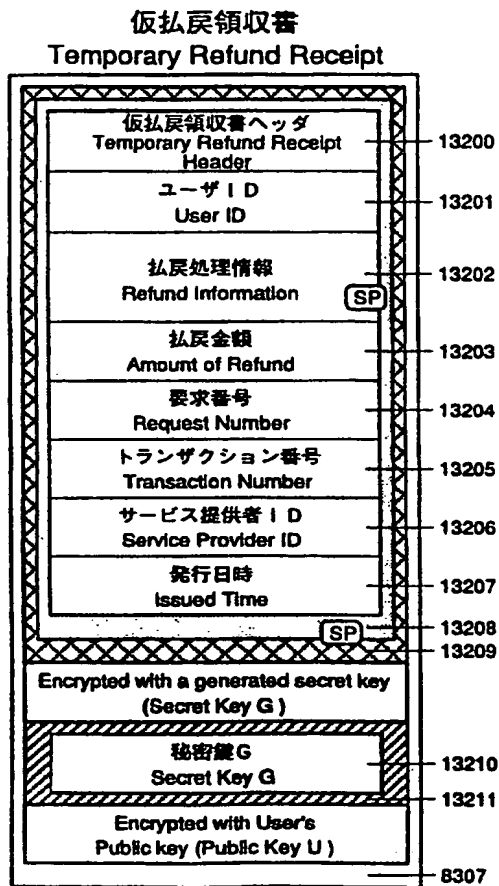 仮払戻領収書
Temporary Refund Receipt
仮払戻領収書ヘッダ
Temporary Refund Receipt
Header
13200
ユーザID
User ID
13201
払戻処理情報
Refund Information
SP
13202
払戻金額
Amount of Refund
13203
要求番号
Request Number
13204
トランザクション番号
Transaction Number
13205
サービス提供者ID
Service Provider ID
13206
発行日時
Issued Time
13207
SP
13208
13209
Encrypted with a generated secret key
(Secret Key G )
秘密鍵G
Secret Key G
13210
13211
Encrypted with User's
Public key (Public Key U )
8307